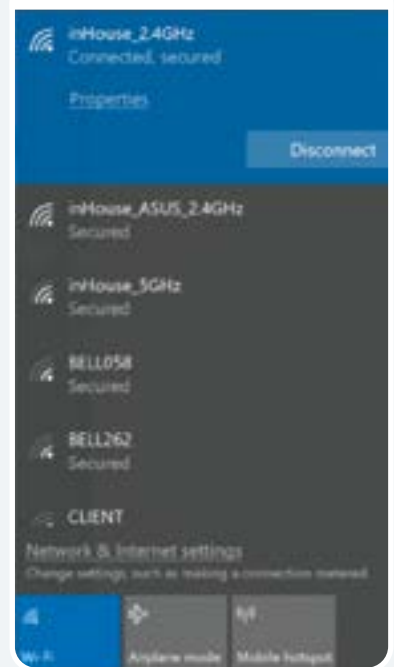 inHouse_2.4GHz
Connected, secured
Properties
Disconnect
inHouse_ASUS_2.4GHz
Secured
inHouse_5GHz
Secured
BELL058
Secured
BELL262
Secured
CLIENT
Network & Internet settings
Change settings, such as making a connection metered.
Wi-Fi
Airplane mode
Mobile hotspot